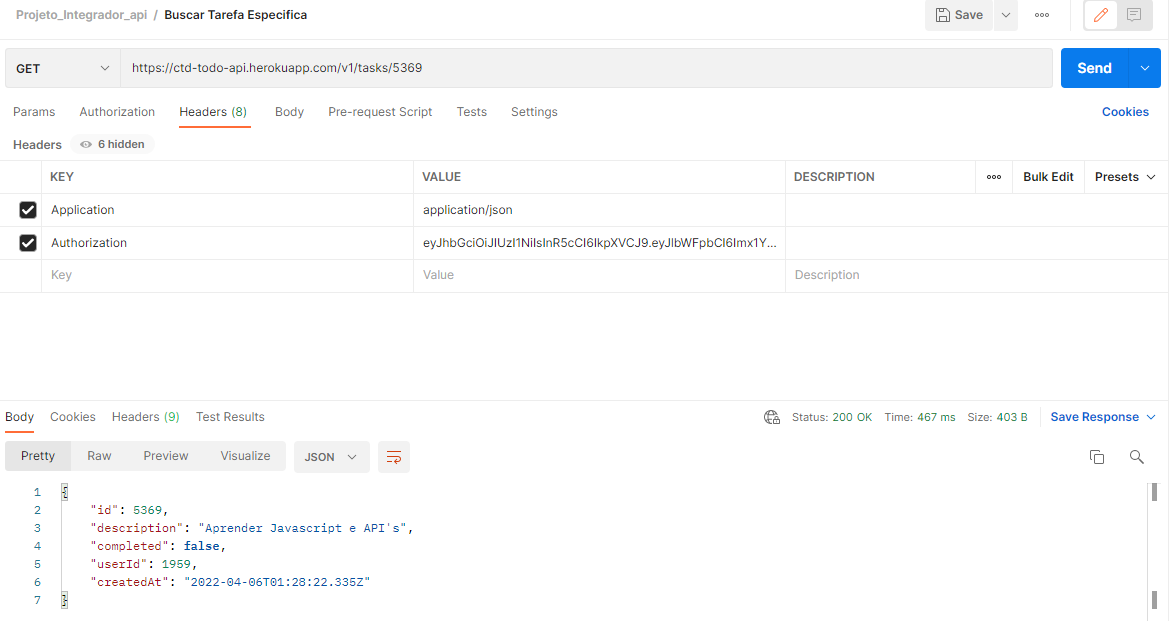 Projeto_Integrador_api / Buscar Tarefa Especifica
Save
GET
https://ctd-todo-api.herokuapp.com/v1/tasks/5369
Send
Params Authorization Headers (8) Body Pre-request Script Tests Settings Cookies
Headers 6 hidden
KEY VALUE DESCRIPTION Bulk Edit Presets
Application application/json
Authorization eyJhbGciOiJIUzI1NiIsInR5cCI6IkpXVCJ9.eyJlbWFpbCI6Imx1Y...
Key Value Description
Body Cookies Headers (9) Test Results Status: 200 OK Time: 467 ms Size: 403 B Save Response
Pretty Raw Preview Visualize JSON
1 {
2 "id": 5369,
3 "description": "Aprender Javascript e API's",
4 "completed": false,
5 "userId": 1959,
6 "createdAt": "2022-04-06T01:28:22.335Z"
7 }